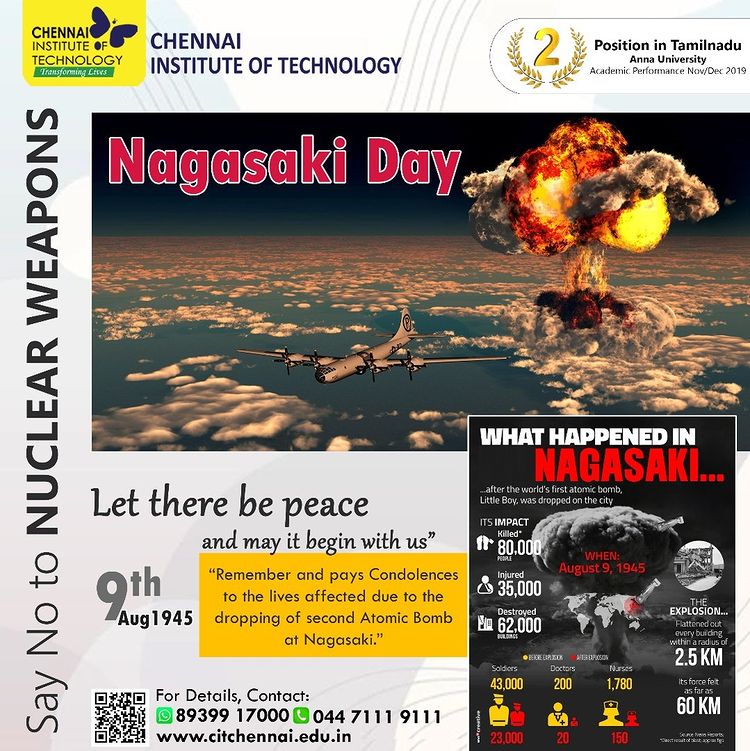 CHENNAI
INSTITUTE OF
TECHNOLOGY
Transforming Lives
CHENNAI
INSTITUTE OF TECHNOLOGY
2
Position in Tamilnadu
Anna University
Academic Performance Nov/Dec 2019
Say No to NUCLEAR WEAPONS
Nagasaki Day
Let there be peace
and may it begin with us”
9th
Aug1945
“Remember and pays Condolences
to the lives affected due to the
dropping of second Atomic Bomb
at Nagasaki.”
WHAT HAPPENED IN
NAGASAKI...
...after the world's first atomic bomb,
Little Boy, was dropped on the city
ITS IMPACT
Killed*
80,000
PEOPLE
Injured
35,000
Destroyed
62,000
BUILDINGS
WHEN:
August 9, 1945
THE
EXPLOSION...
Flattened out
every building
within a radius of
2.5 KM
Its force felt
as far as
60 KM
BEFORE EXPLOSION AFTER EXPLOSION
Soldiers Doctors Nurses
43,000 200 1,780
23,000 20 150
Source: News Reports;
For Details, Contact:
89399 17000 044 7111 9111
www.citchennai.edu.in